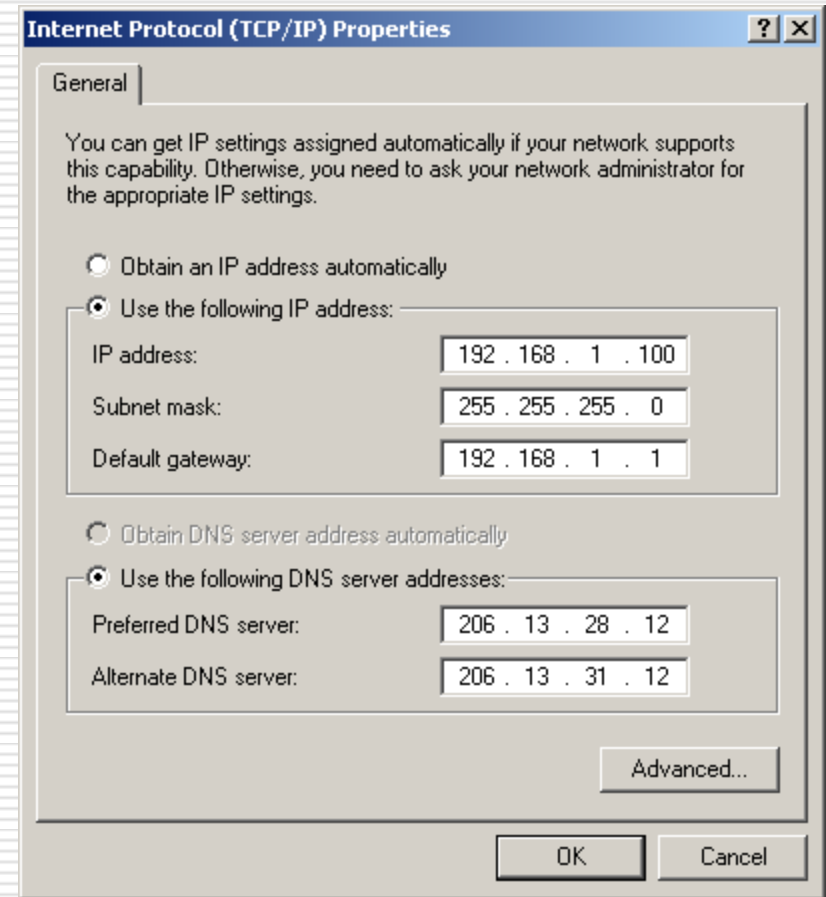 Internet Protocol (TCP/IP) Properties
General
You can get IP settings assigned automatically if your network supports
this capability. Otherwise, you need to ask your network administrator for
the appropriate IP settings.
Obtain an IP address automatically
Use the following IP address:
IP address: 192 . 168 . 1 . 100
Subnet mask: 255 . 255 . 255 . 0
Default gateway: 192 . 168 . 1 . 1
Obtain DNS server address automatically
Use the following DNS server addresses:
Preferred DNS server: 206 . 13 . 28 . 12
Alternate DNS server: 206 . 13 . 31 . 12
Advanced...
OK Cancel